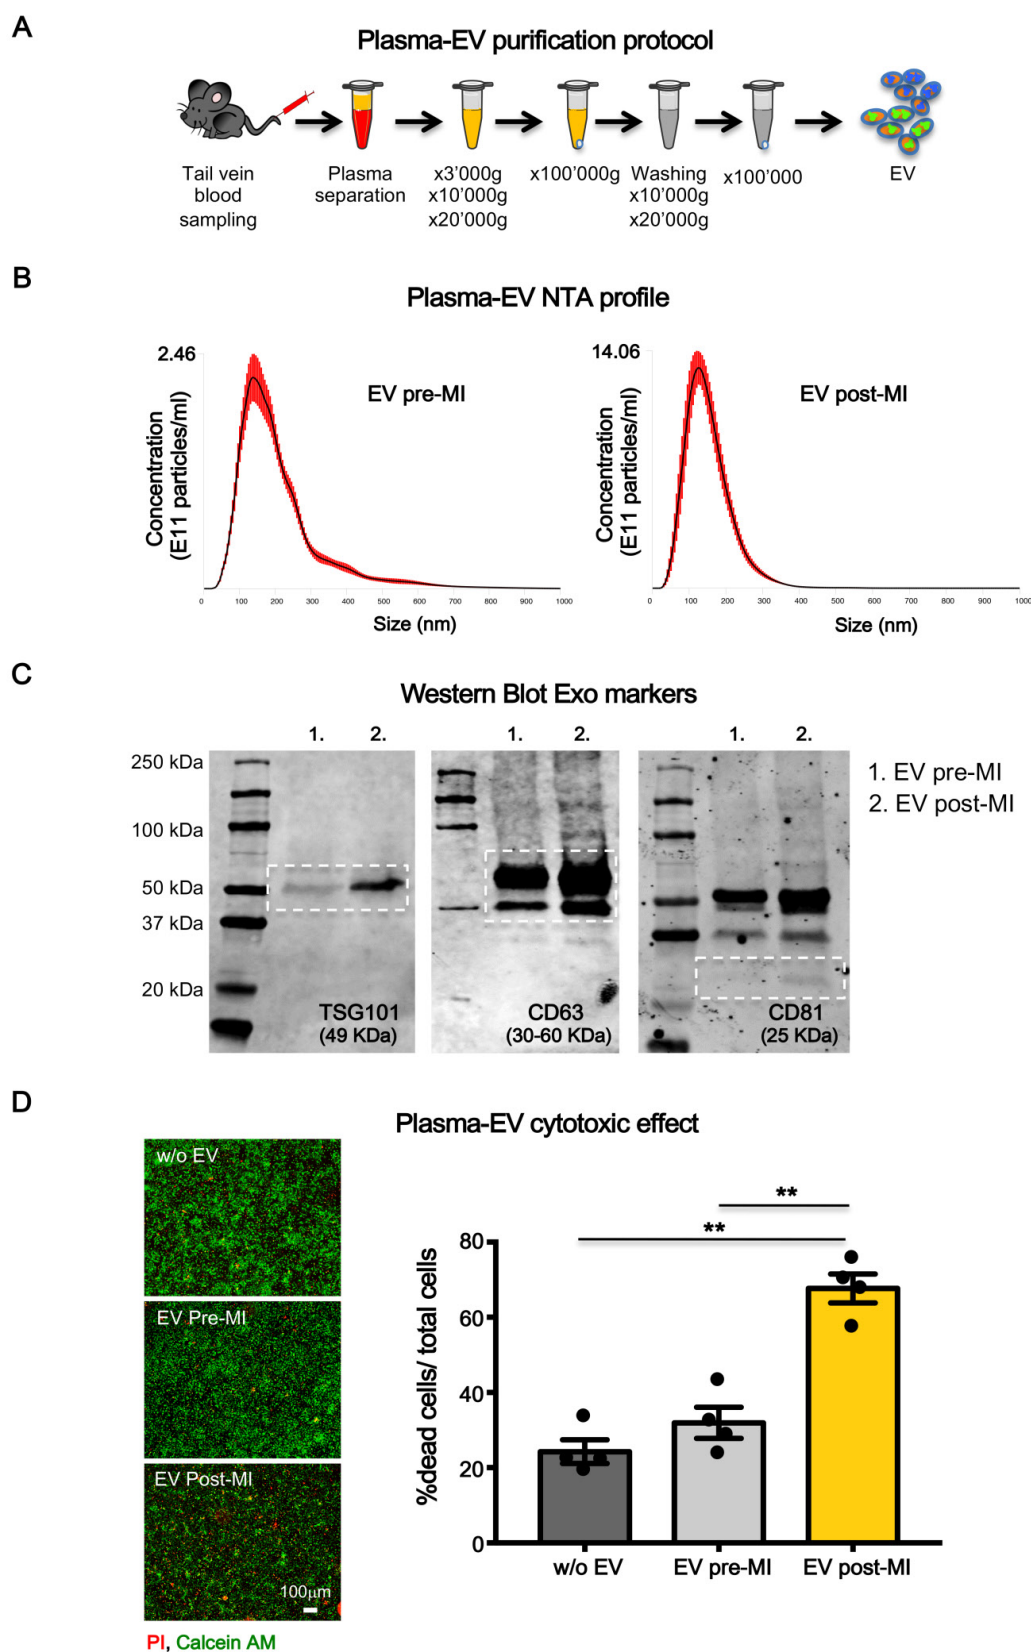 A
Plasma-EV purification protocol
Tail vein
blood
sampling
Plasma
separation
x3'000g
x10'000g
x20'000g
x100'000g
Washing
x10'000g
x20'000g
x100'000
EV
B
Plasma-EV NTA profile
2.46
EV pre-MI
Concentration
(E11 particles/ml)
0 100 200 300 400 500 600 700 800 900 1000
Size (nm)
14.06
EV post-MI
Concentration
(E11 particles/ml)
0 100 200 300 400 500 600 700 800 900 1000
Size (nm)
C
Western Blot Exo markers
1. 2. 1. 2. 1. 2.
250 kDa
100 kDa
50 kDa
37 kDa
20 kDa
TSG101
(49 KDa)
CD63
(30-60 KDa)
CD81
(25 KDa)
1. EV pre-MI
2. EV post-MI
D
Plasma-EV cytotoxic effect
w/o EV
EV Pre-MI
EV Post-MI
100μm
PI, Calcein AM
**
**
%dead cells/ total cells
80
60
40
20
0
w/o EV EV pre-MI EV post-MI